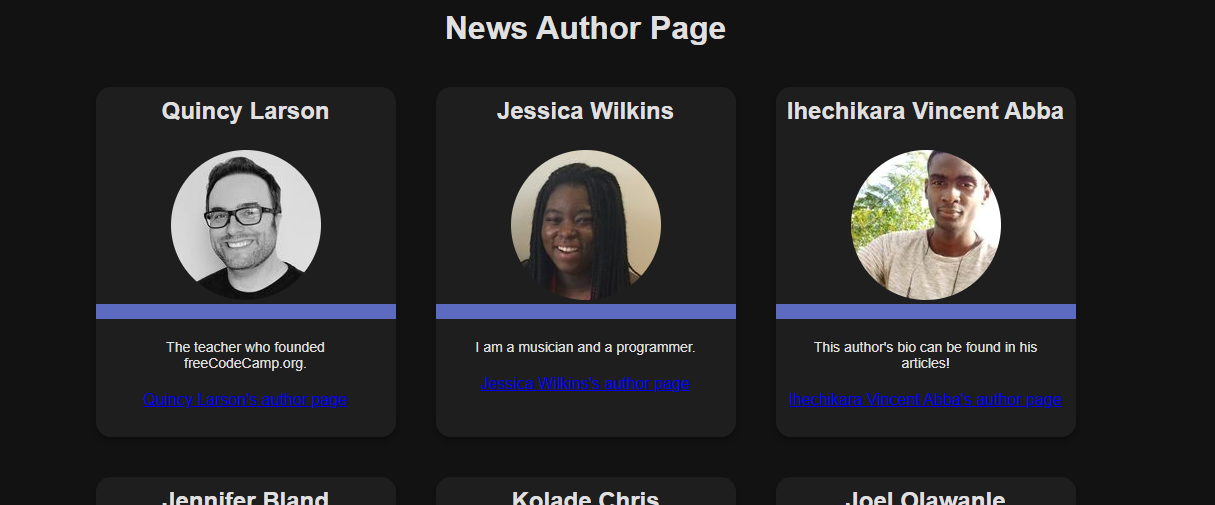 News Author Page
Quincy Larson
Jessica Wilkins
Ihechikara Vincent Abba
The teacher who founded
freeCodeCamp.org.
Quincy Larson's author page
I am a musician and a programmer.
Jessica Wilkins's author page
This author's bio can be found in his
articles!
Ihechikara Vincent Abba's author page
Jennifer Bland
Kolade Chris
Joel Olawanle